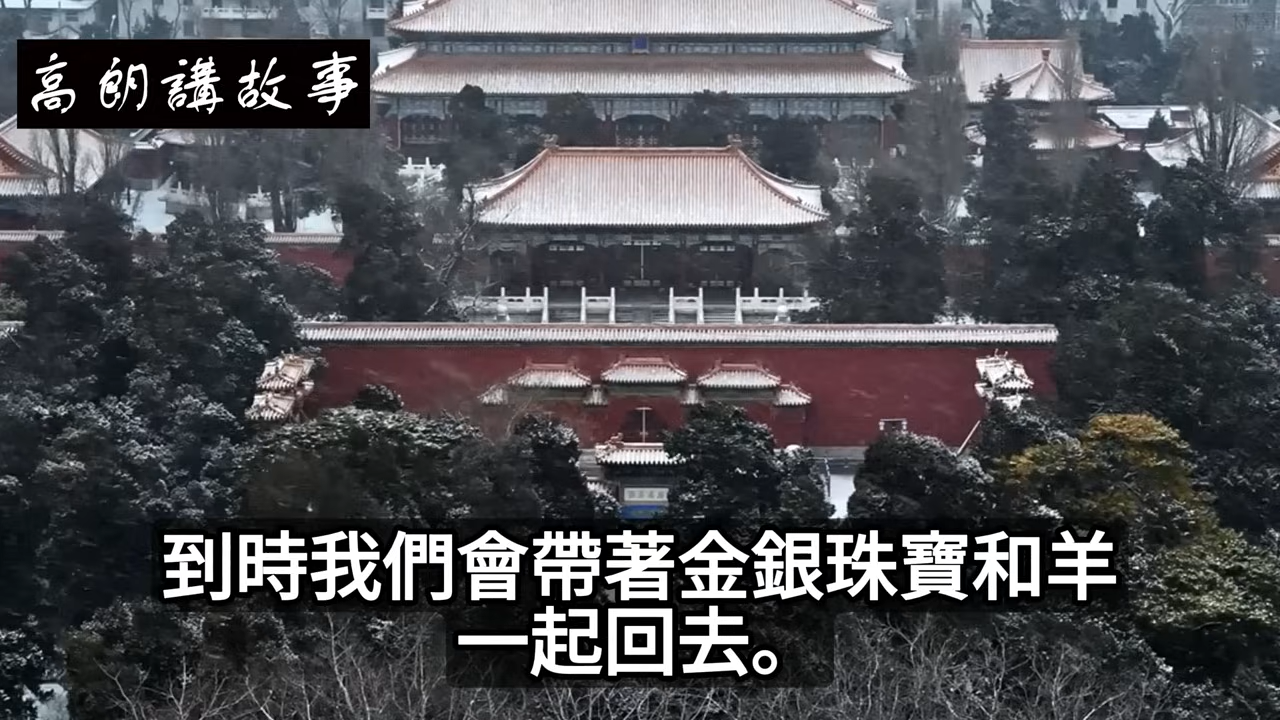 高朗講故事
到時我們會帶著金銀珠寶和羊
一起回去。